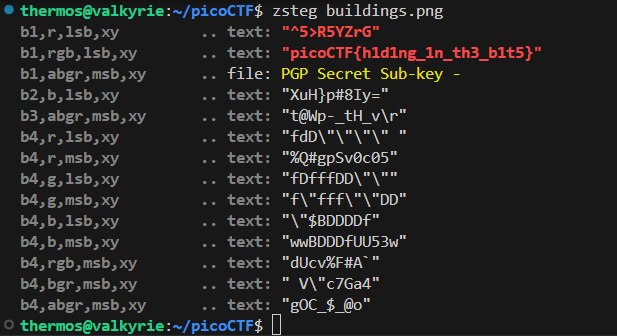 thermos@valkyrie:~/picoCTF$ zsteg buildings.png
b1,r,lsb,xy .. text: "^5>R5YZrG"
b1,rgb,lsb,xy .. text: "picoCTF{h1d1ng_1n_th3_b1t5}"
b1,abgr,msb,xy .. file: PGP Secret Sub-key -
b2,b,lsb,xy .. text: "XuH}p#8Iy="
b3,abgr,msb,xy .. text: "t@Wp-_tH_v\r"
b4,r,lsb,xy .. text: "fdD\"\"\"\" "
b4,r,msb,xy .. text: "%Q#gpSv0c05"
b4,g,lsb,xy .. text: "fDfffDD\"\""
b4,g,msb,xy .. text: "f\"fff\"\"DD"
b4,b,lsb,xy .. text: "\"$BDDDDf"
b4,b,msb,xy .. text: "wwBDDDfUU53w"
b4,rgb,msb,xy .. text: "dUcv%F#A`"
b4,bgr,msb,xy .. text: " V\"c7Ga4"
b4,abgr,msb,xy .. text: "gOC_$_@o"
thermos@valkyrie:~/picoCTF$